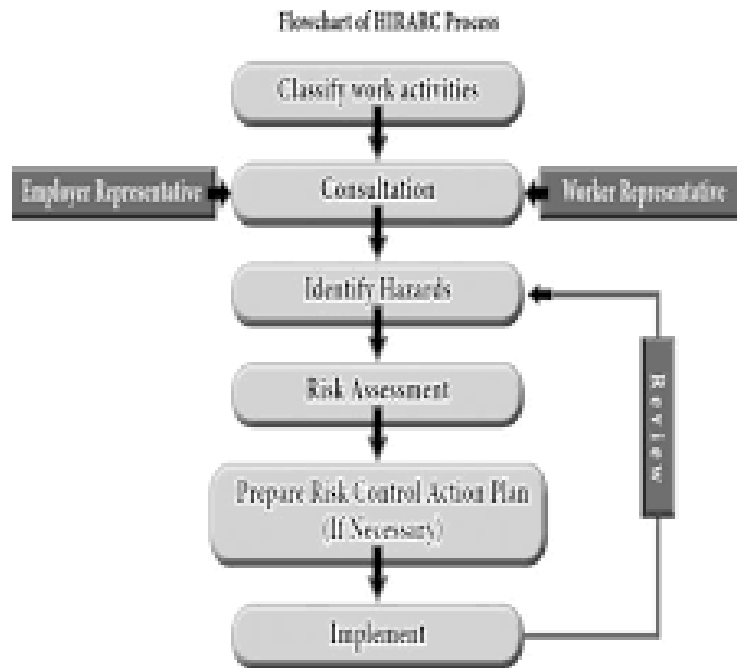 Flowchart of HIRARC Process
Classify work activities
Employer Representative
Consultation
Worker Representative
Identify Hazards
Risk Assessment
Review
Prepare Risk Control Action Plan
(If Necessary)
Implement